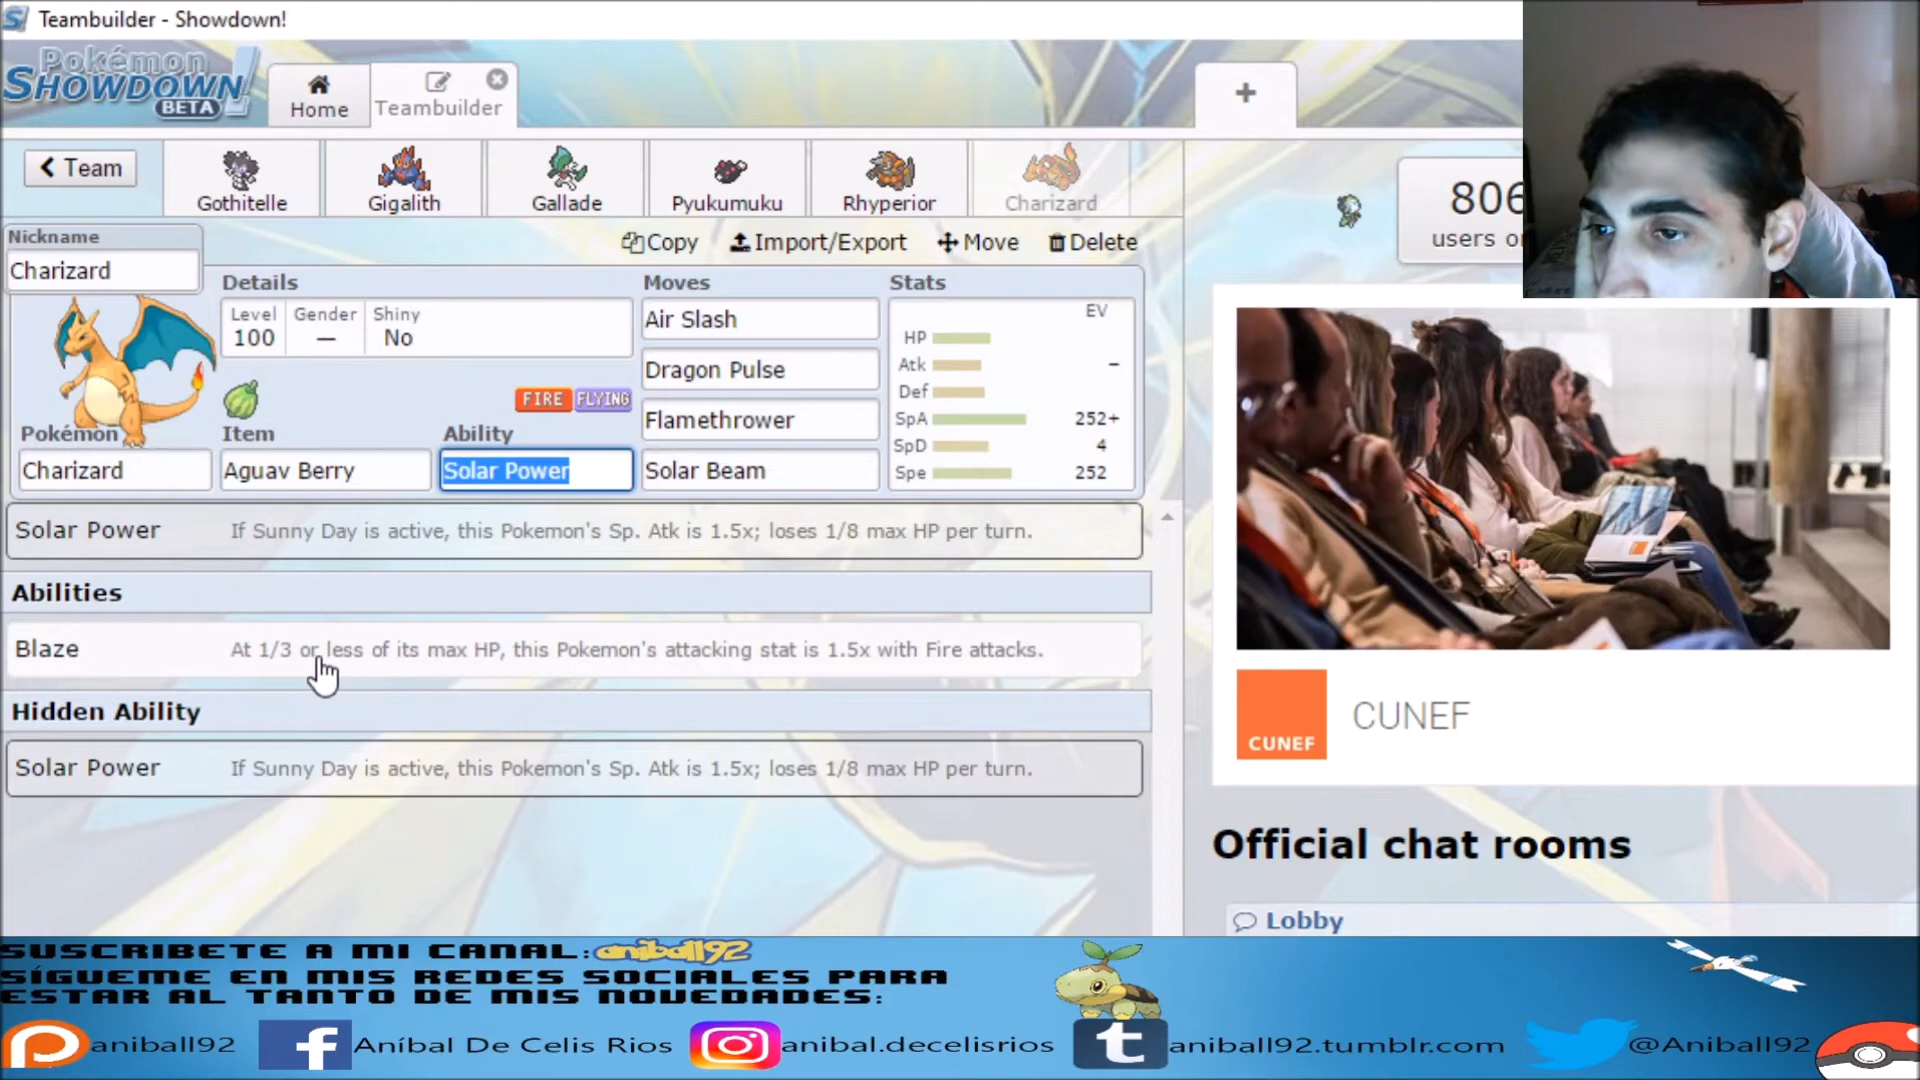 Teambuilder - Showdown!
Pokémon
SHOWDOWN!
BETA
Home
Teambuilder
+
Team
Gothitelle
Gigalith
Gallade
Pyukumuku
Rhyperior
Charizard
806
users o
Nickname
Charizard
Copy
Import/Export
Move
Delete
Details
Level
Gender
Shiny
100
—
No
FIRE
FLYING
Pokémon
Item
Ability
Charizard
Aguav Berry
Solar Power
Moves
Air Slash
Dragon Pulse
Flamethrower
Solar Beam
Stats
EV
HP
Atk –
Def
SpA 252+
SpD 4
Spe 252
Solar Power If Sunny Day is active, this Pokemon's Sp. Atk is 1.5x; loses 1/8 max HP per turn.
Abilities
Blaze At 1/3 or less of its max HP, this Pokemon's attacking stat is 1.5x with Fire attacks.
Hidden Ability
Solar Power If Sunny Day is active, this Pokemon's Sp. Atk is 1.5x; loses 1/8 max HP per turn.
CUNEF
CUNEF
Official chat rooms
Lobby
SUSCRIBETE A MI CANAL: aniball92
SÍGUEME EN MIS REDES SOCIALES PARA
ESTAR AL TANTO DE MIS NOVEDADES:
aniball92
Aníbal De Celis Rios
anibal.decelisrios
aniball92.tumblr.com
@Aniball92